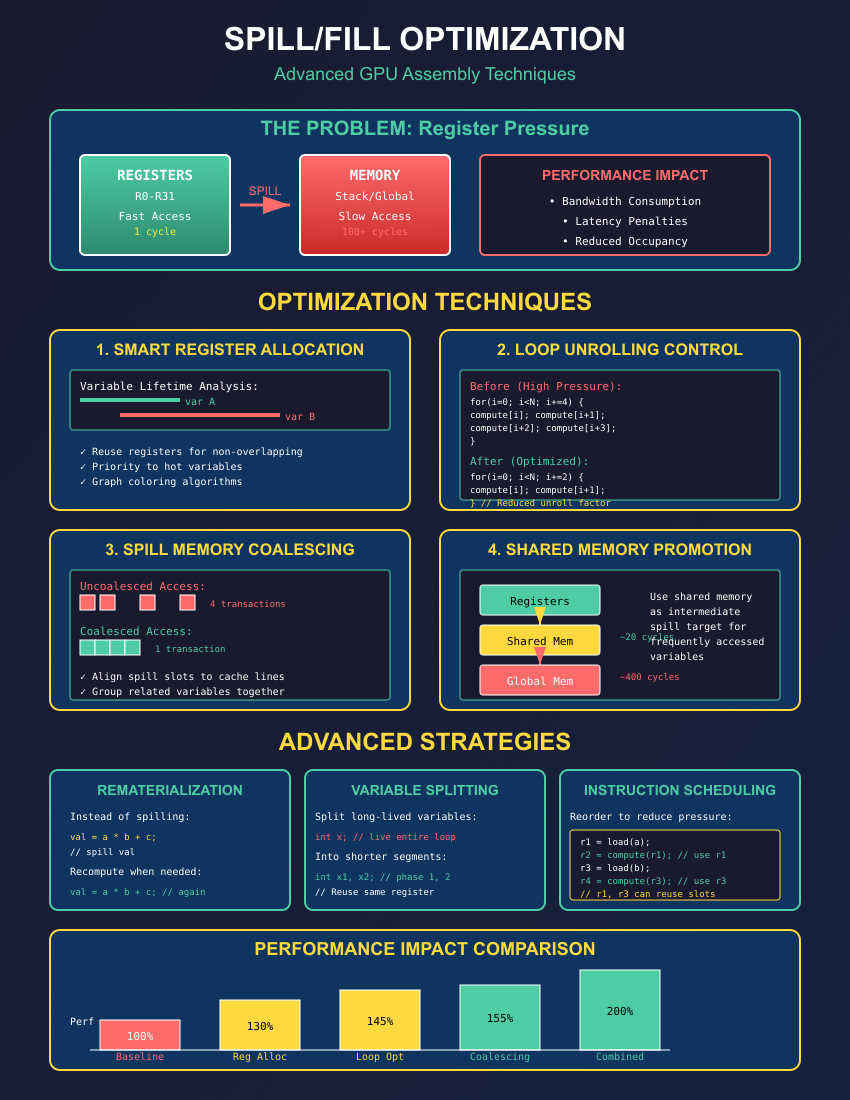 SPILL/FILL OPTIMIZATION
Advanced GPU Assembly Techniques
THE PROBLEM: Register Pressure
REGISTERS
R0-R31
Fast Access
1 cycle
SPILL
MEMORY
Stack/Global
Slow Access
100+ cycles
PERFORMANCE IMPACT
• Bandwidth Consumption
• Latency Penalties
• Reduced Occupancy
OPTIMIZATION TECHNIQUES
1. SMART REGISTER ALLOCATION
Variable Lifetime Analysis:
var A
var B
✓ Reuse registers for non-overlapping
✓ Priority to hot variables
✓ Graph coloring algorithms
2. LOOP UNROLLING CONTROL
Before (High Pressure):
for(i=0; i<N; i+=4) {
compute[i]; compute[i+1];
compute[i+2]; compute[i+3];
}
After (Optimized):
for(i=0; i<N; i+=2) {
compute[i]; compute[i+1];
} // Reduced unroll factor
3. SPILL MEMORY COALESCING
Uncoalesced Access:
4 transactions
Coalesced Access:
1 transaction
✓ Align spill slots to cache lines
✓ Group related variables together
4. SHARED MEMORY PROMOTION
Registers
Shared Mem
Global Mem
~20 cycles
~400 cycles
Use shared memory
as intermediate
spill target for
frequently accessed
variables
ADVANCED STRATEGIES
REMATERIALIZATION
Instead of spilling:
val = a * b + c;
// spill val
Recompute when needed:
val = a * b + c; // again
VARIABLE SPLITTING
Split long-lived variables:
int x; // live entire loop
Into shorter segments:
int x1, x2; // phase 1, 2
// Reuse same register
INSTRUCTION SCHEDULING
Reorder to reduce pressure:
r1 = load(a);
r2 = compute(r1); // use r1
r3 = load(b);
r4 = compute(r3); // use r3
// r1, r3 can reuse slots
PERFORMANCE IMPACT COMPARISON
Perf
100%
130%
145%
155%
200%
Baseline
Reg Alloc
Loop Opt
Coalescing
Combined